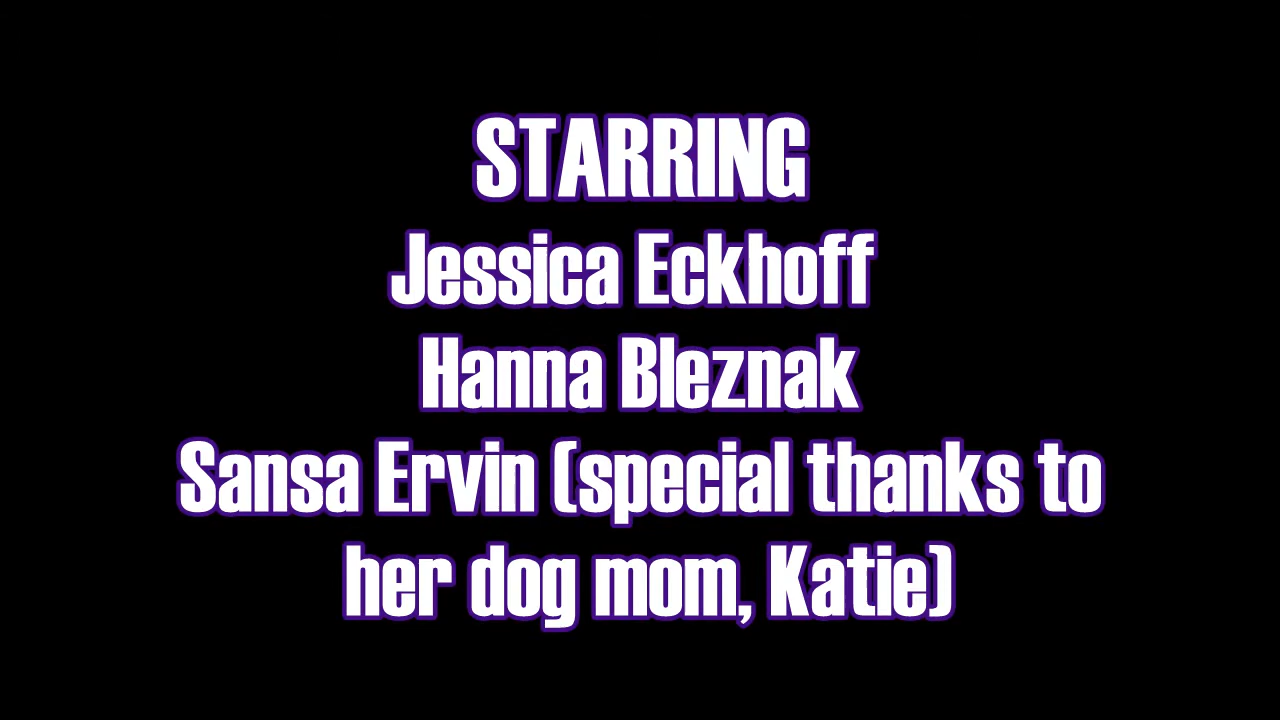 STARRING
Jessica Eckhoff
Hanna Bleznak
Sansa Ervin (special thanks to
her dog mom, Katie)